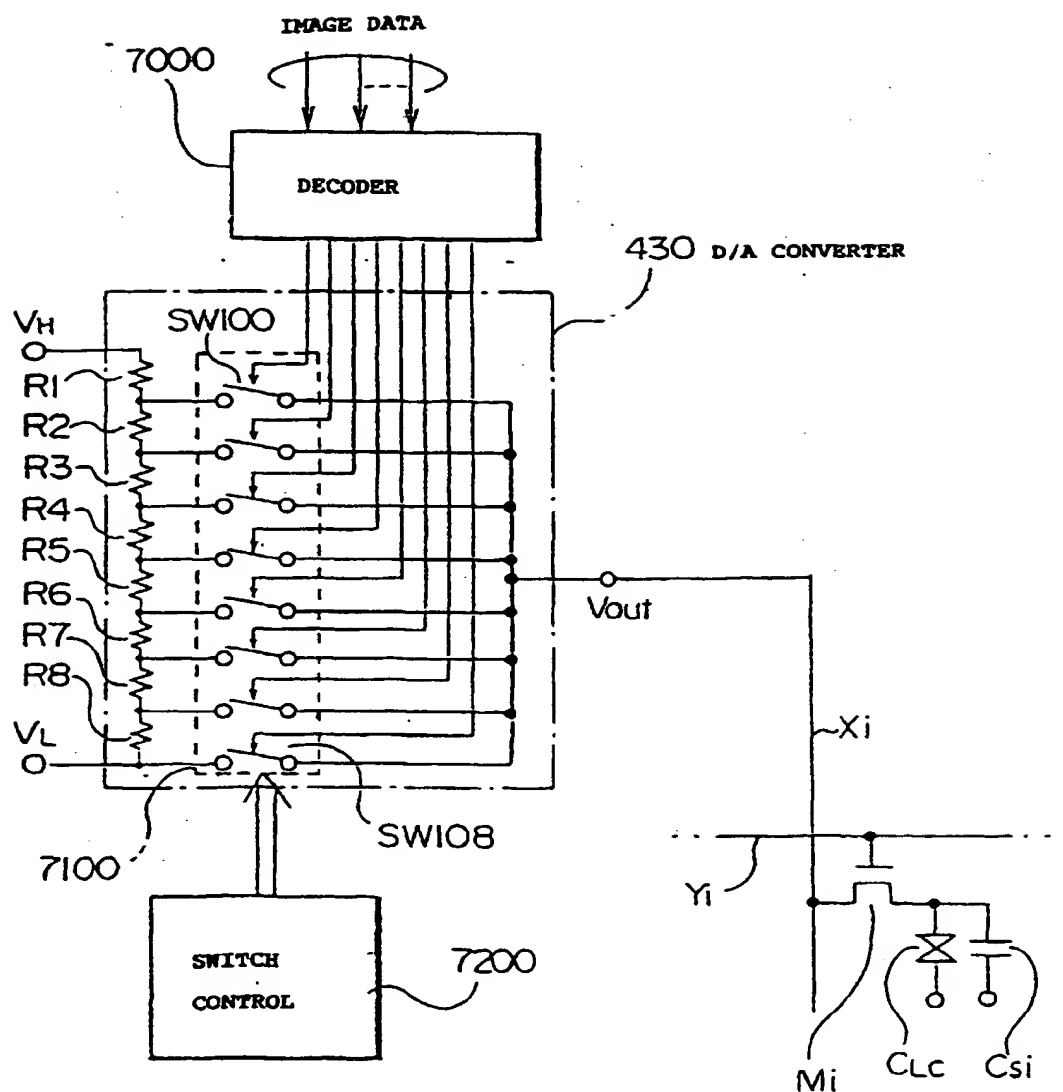 IMAGE DATA
7000
DECODER
430 D/A CONVERTER
SW100
VH
R1
R2
R3
R4
R5
R6
R7
R8
VL
Vout
Xi
SW108
7100
Yi
SWITCH
CONTROL
7200
Mi
CLC
Csi